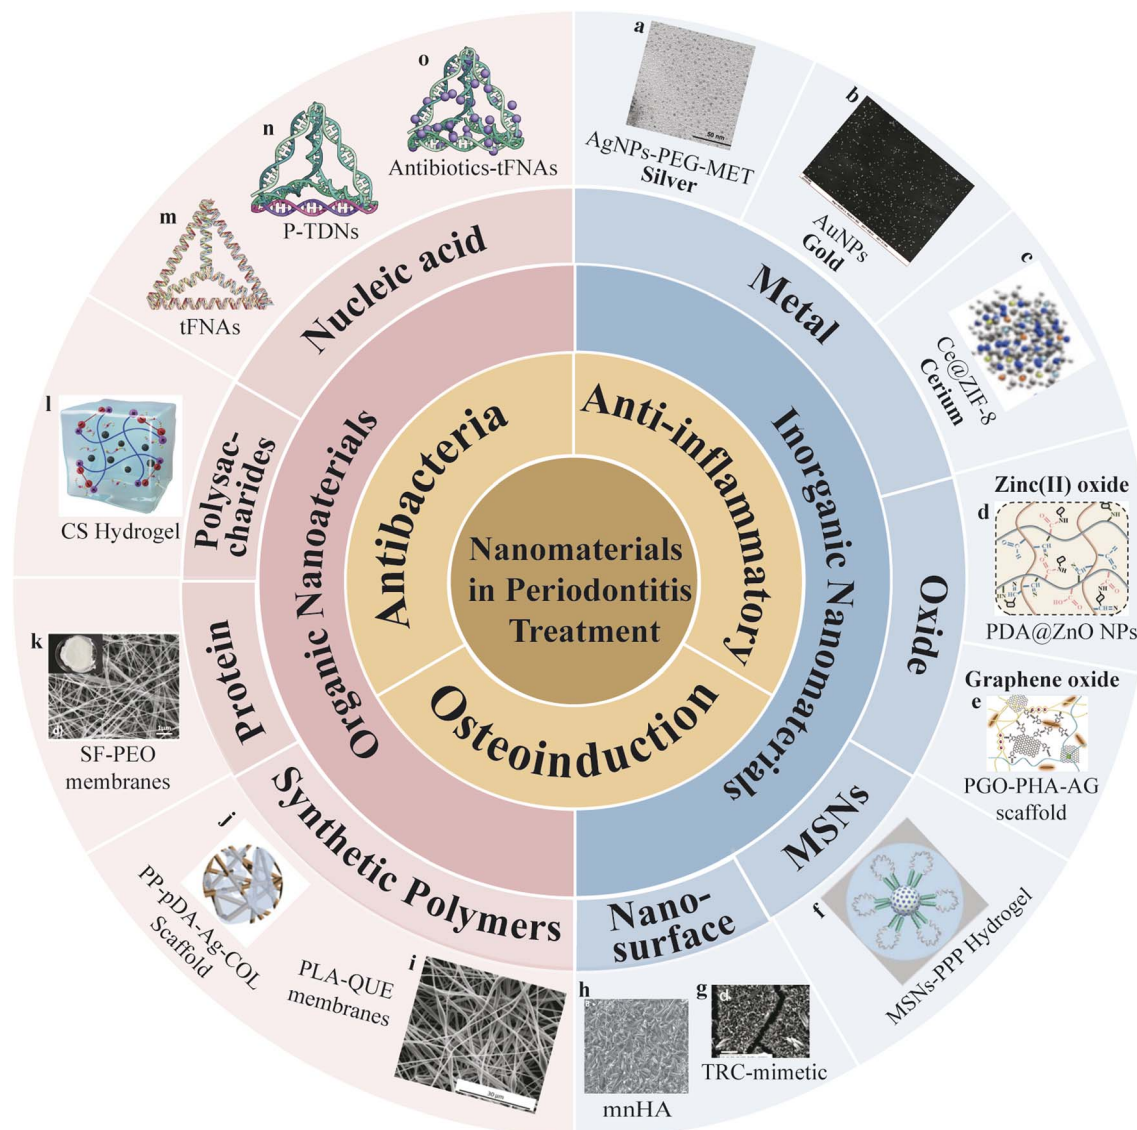 Nanomaterials
in Periodontitis
Treatment
Antibacteria
Anti-inflammatory
Osteoinduction
Organic Nanoaterials
Inorganic Nanomaterials
Metal
Oxide
MSNs
Nano-
surface
Synthetic Polymers
Protein
Polysac-
charides
Nucleic acid
a
50 nm
AgNPs-PEG-MET
Silver
b
AuNPs
Gold
c
Ce@ZIF-8
Cerium
Zinc(II) oxide
d
PDA@ZnO NPs
Graphene oxide
e
PGO-PHA-AG
scaffold
f
MSNs-PPP Hydrogel
g
d
TRC-mimetic
h
mnHA
i
PLA-QUE
membranes
j
PP-pDA-Ag-COL
Scaffold
k
SF-PEO
membranes
l
CS Hydrogel
m
tFNAs
n
P-TDNs
o
Antibiotics-tFNAs